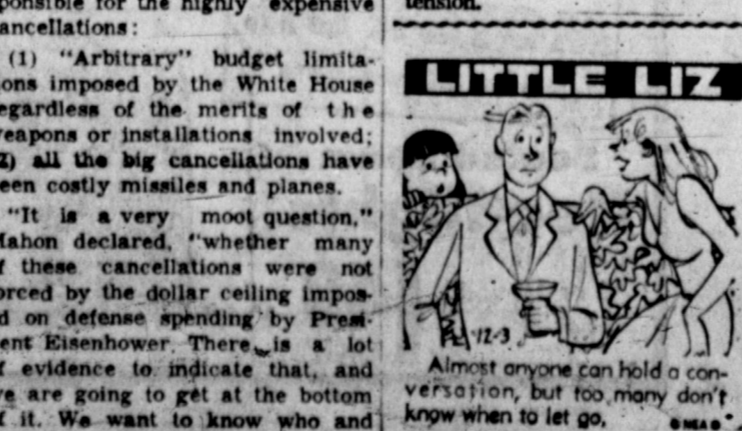 ponsible for the highly expensive
ancellations:
(1) "Arbitrary" budget limita-
ons imposed by the White House
egardless of the merits of the
eapons or installations involved;
2) all the big cancellations have
een costly missiles and planes.
"It is a very moot question,"
Mahon declared, "whether many
f these cancellations were not
orced by the dollar ceiling impos-
d on defense spending by Presi-
ent Eisenhower. There is a lot
f evidence to indicate that, and
e are going to get at the bottom
f it. We want to know who and
tension.
LITTLE LIZ
12-3
Almost anyone can hold a con-
versation, but too many don't
know when to let go.
© NEA ®